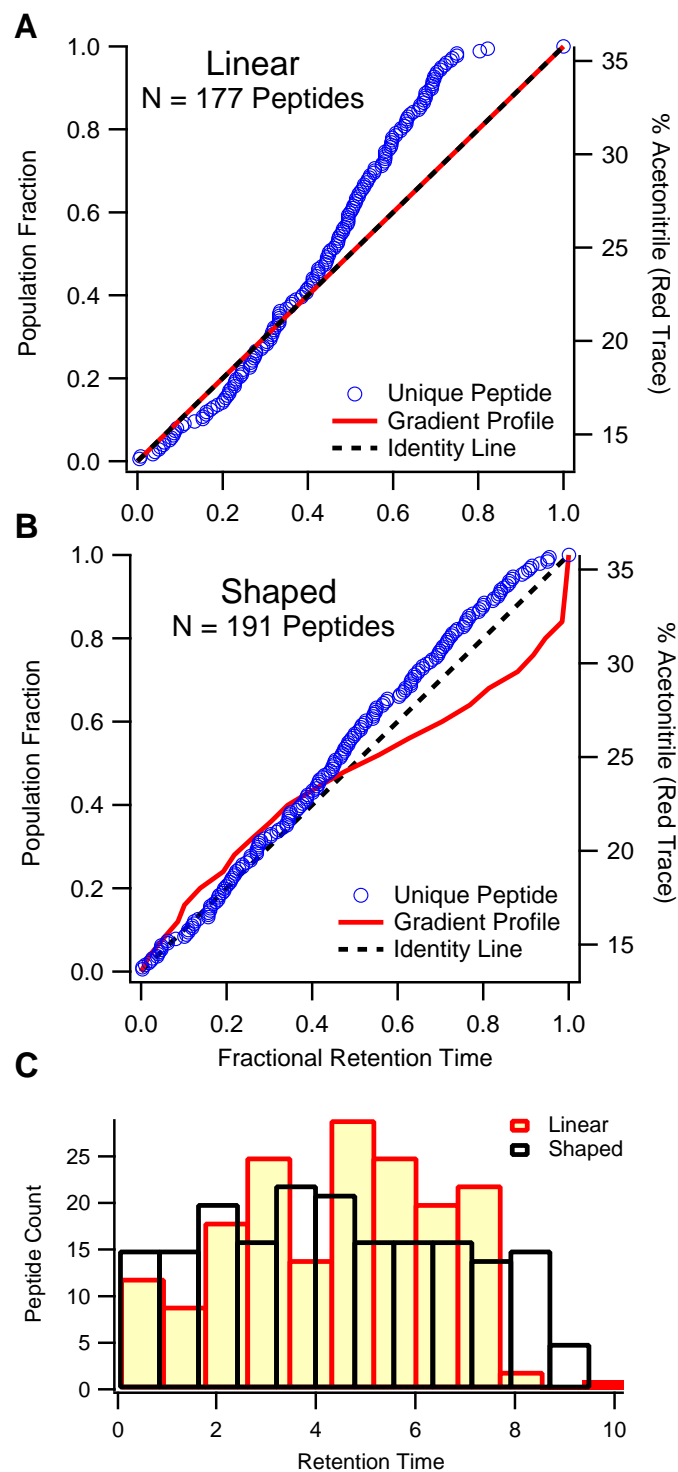 A
Linear
N = 177 Peptides
1.0
0.8
0.6
0.4
0.2
0.0
Population Fraction
35
30
25
20
15
% Acetonitrile (Red Trace)
Unique Peptide
Gradient Profile
Identity Line
0.0 0.2 0.4 0.6 0.8 1.0
B
Shaped
N = 191 Peptides
1.0
0.8
0.6
0.4
0.2
0.0
Population Fraction
35
30
25
20
15
% Acetonitrile (Red Trace)
Unique Peptide
Gradient Profile
Identity Line
0.0 0.2 0.4 0.6 0.8 1.0
Fractional Retention Time
C
Linear
Shaped
25
20
15
10
5
0
Peptide Count
0 2 4 6 8 10
Retention Time